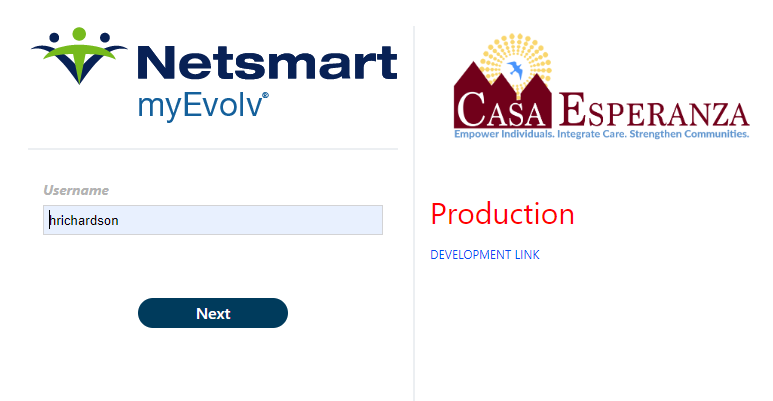 Netsmart
myEvolv®
Username
hrichardson
Next
CASA ESPERANZA
Empower Individuals. Integrate Care. Strengthen Communities.
Production
DEVELOPMENT LINK